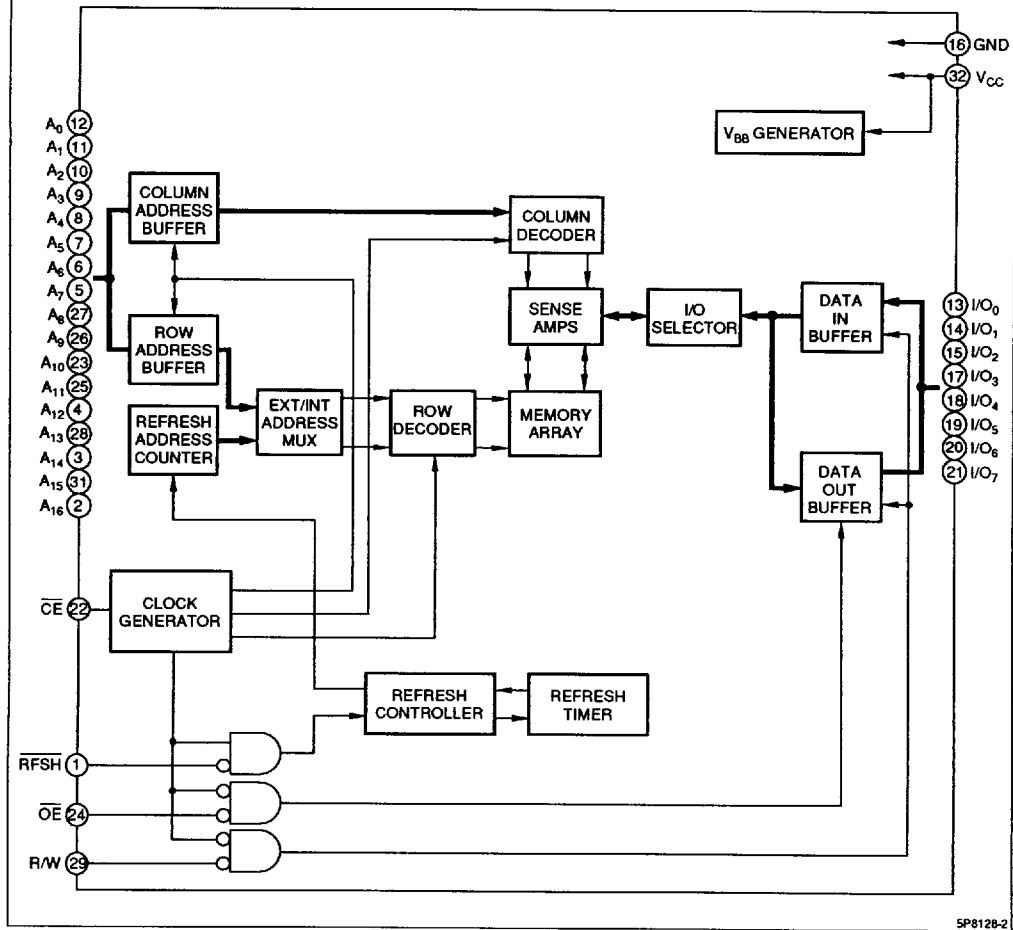 16 GND
32 VCC
VBB GENERATOR
A0 12
A1 11
A2 10
A3 9
A4 8
A5 7
A6 6
A7 5
A8 27
A9 26
A10 23
A11 25
A12 4
A13 28
A14 3
A15 31
A16 2
COLUMN
ADDRESS
BUFFER
ROW
ADDRESS
BUFFER
REFRESH
ADDRESS
COUNTER
EXT/INT
ADDRESS
MUX
ROW
DECODER
COLUMN
DECODER
SENSE
AMPS
MEMORY
ARRAY
I/O
SELECTOR
DATA
IN
BUFFER
DATA
OUT
BUFFER
13 I/O0
14 I/O1
15 I/O2
17 I/O3
18 I/O4
19 I/O5
20 I/O6
21 I/O7
CE 22
CLOCK
GENERATOR
REFRESH
CONTROLLER
REFRESH
TIMER
RFSH 1
OE 24
R/W 29
5P8128-2